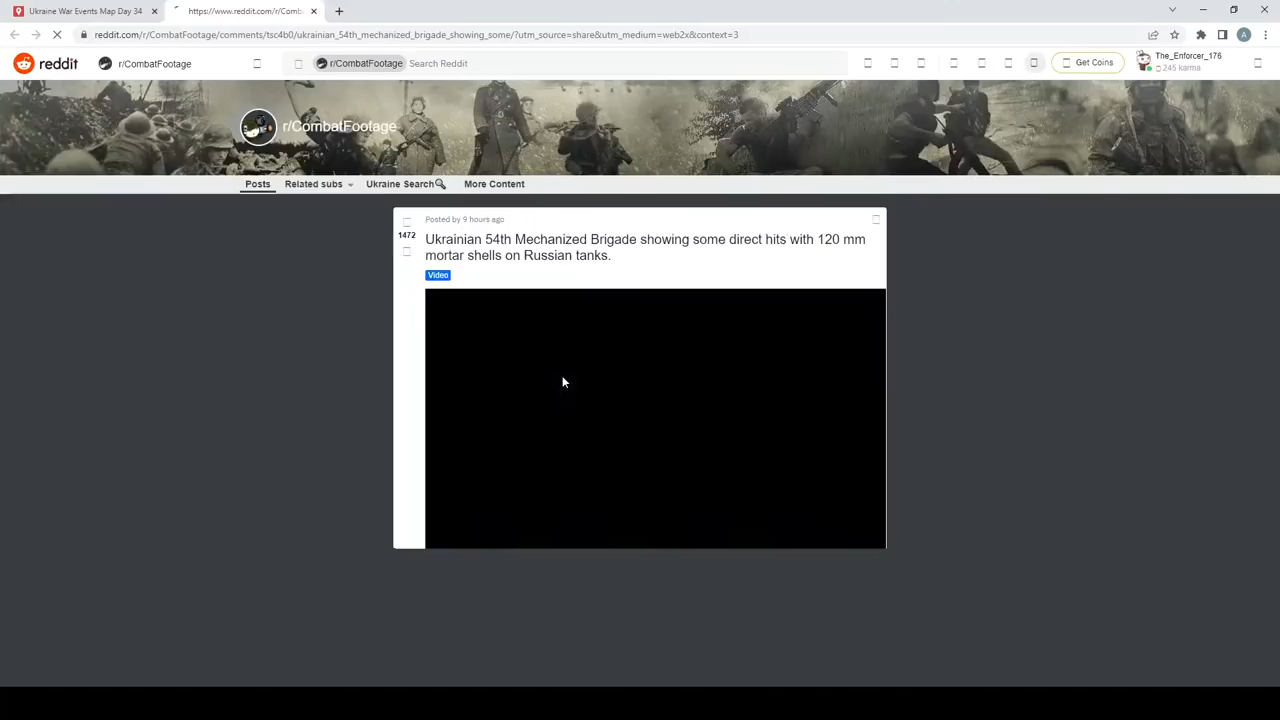 Ukraine War Events Map Day 34
https://www.reddit.com/r/Comb
reddit.com/r/CombatFootage/comments/tsc4b0/ukrainian_54th_mechanized_brigade_showing_some/?utm_source=share&utm_medium=web2x&context=3
A
reddit
r/CombatFootage
r/CombatFootage
Search Reddit
Get Coins
The_Enforcer_176
245 karma
r/CombatFootage
Posts
Related subs
Ukraine Search
More Content
Posted by 9 hours ago
1472
Ukrainian 54th Mechanized Brigade showing some direct hits with 120 mm
mortar shells on Russian tanks.
Video